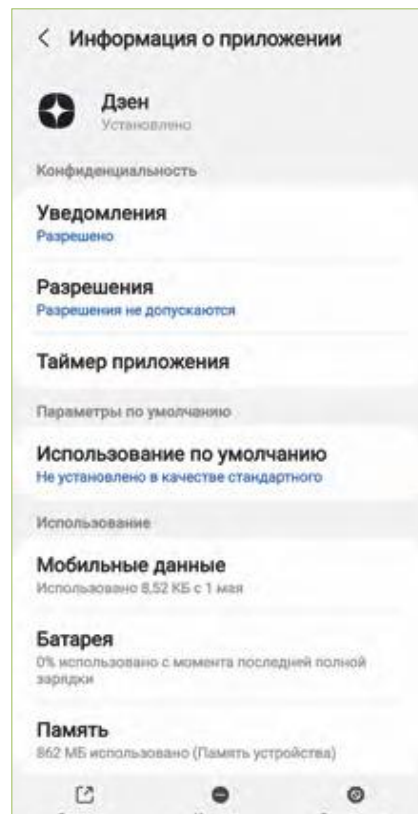 Информация о приложении
Дзен
Установлено
Конфиденциальность
Уведомления
Разрешено
Разрешения
Разрешения не допускаются
Таймер приложения
Параметры по умолчанию
Использование по умолчанию
Не установлено в качестве стандартного
Использование
Мобильные данные
Использовано 8,52 КБ с 1 мая
Батарея
0% использовано с момента последней полной
зарядки
Память
862 МБ использовано (Память устройства)